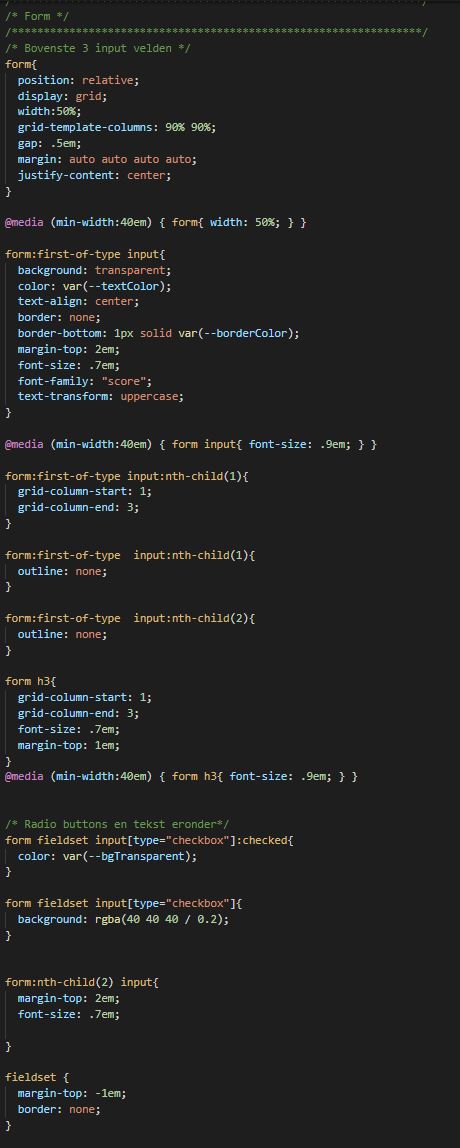 /* Form */
/****************************************************************/
/* Bovenste 3 input velden */
form{
position: relative;
display: grid;
width:50%;
grid-template-columns: 90% 90%;
gap: .5em;
margin: auto auto auto auto;
justify-content: center;
}
@media (min-width:40em) { form{ width: 50%; } }
form:first-of-type input{
background: transparent;
color: var(--textColor);
text-align: center;
border: none;
border-bottom: 1px solid var(--borderColor);
margin-top: 2em;
font-size: .7em;
font-family: "score";
text-transform: uppercase;
}
@media (min-width:40em) { form input{ font-size: .9em; } }
form:first-of-type input:nth-child(1){
grid-column-start: 1;
grid-column-end: 3;
}
form:first-of-type  input:nth-child(1){
outline: none;
}
form:first-of-type  input:nth-child(2){
outline: none;
}
form h3{
grid-column-start: 1;
grid-column-end: 3;
font-size: .7em;
margin-top: 1em;
}
@media (min-width:40em) { form h3{ font-size: .9em; } }
/* Radio buttons en tekst eronder*/
form fieldset input[type="checkbox"]:checked{
color: var(--bgTransparent);
}
form fieldset input[type="checkbox"]{
background: rgba(40 40 40 / 0.2);
}
form:nth-child(2) input{
margin-top: 2em;
font-size: .7em;
}
fieldset {
margin-top: -1em;
border: none;
}